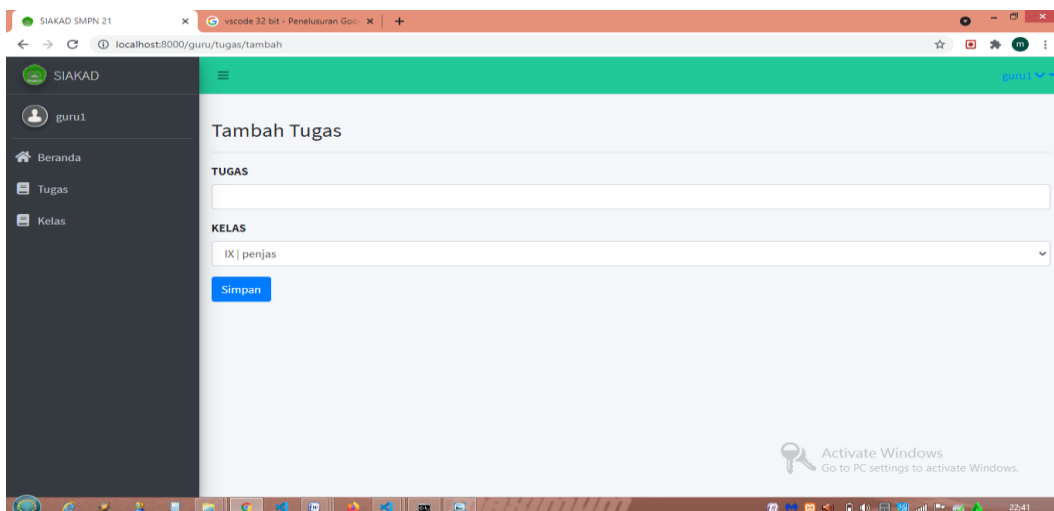 SIAKAD SMPN 21
vscode 32 bit - Penelusuran Goo
localhost:8000/guru/tugas/tambah
m
SIAKAD
guru1
guru1
Tambah Tugas
Beranda
TUGAS
Tugas
Kelas
KELAS
IX | penjas
Simpan
Activate Windows
Go to PC settings to activate Windows.
22:41